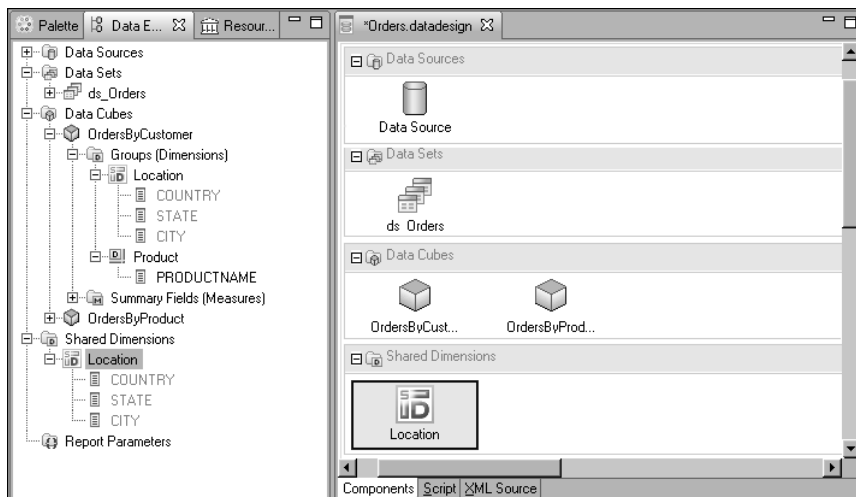 Palette  Data E...  Resour...
Data Sources
Data Sets
ds_Orders
Data Cubes
OrdersByCustomer
Groups (Dimensions)
Location
COUNTRY
STATE
CITY
Product
PRODUCTNAME
Summary Fields (Measures)
OrdersByProduct
Shared Dimensions
Location
COUNTRY
STATE
CITY
Report Parameters
*Orders.datadesign
Data Sources
Data Source
Data Sets
ds_Orders
Data Cubes
OrdersByCust...  OrdersByProd...
Shared Dimensions
Location
Components  Script  XML Source